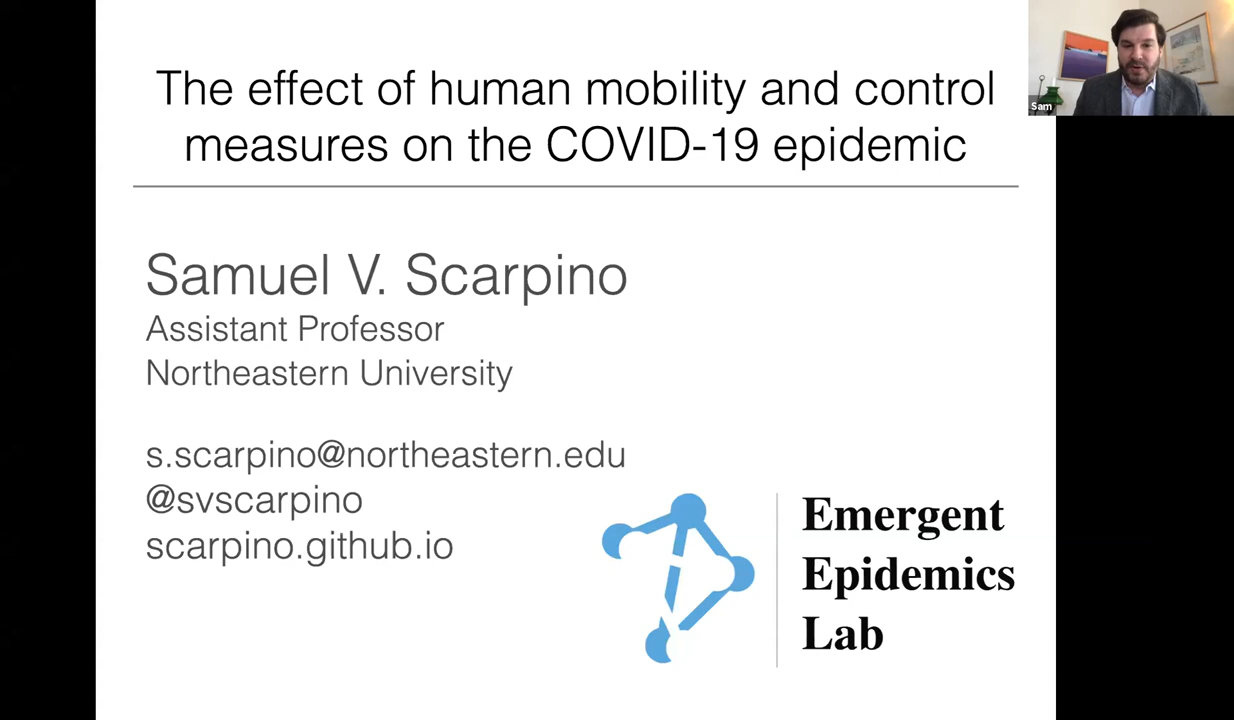 The effect of human mobility and control
measures on the COVID-19 epidemic
Sam
Samuel V. Scarpino
Assistant Professor
Northeastern University
s.scarpino@northeastern.edu
@svscarpino
scarpino.github.io
Emergent
Epidemics
Lab